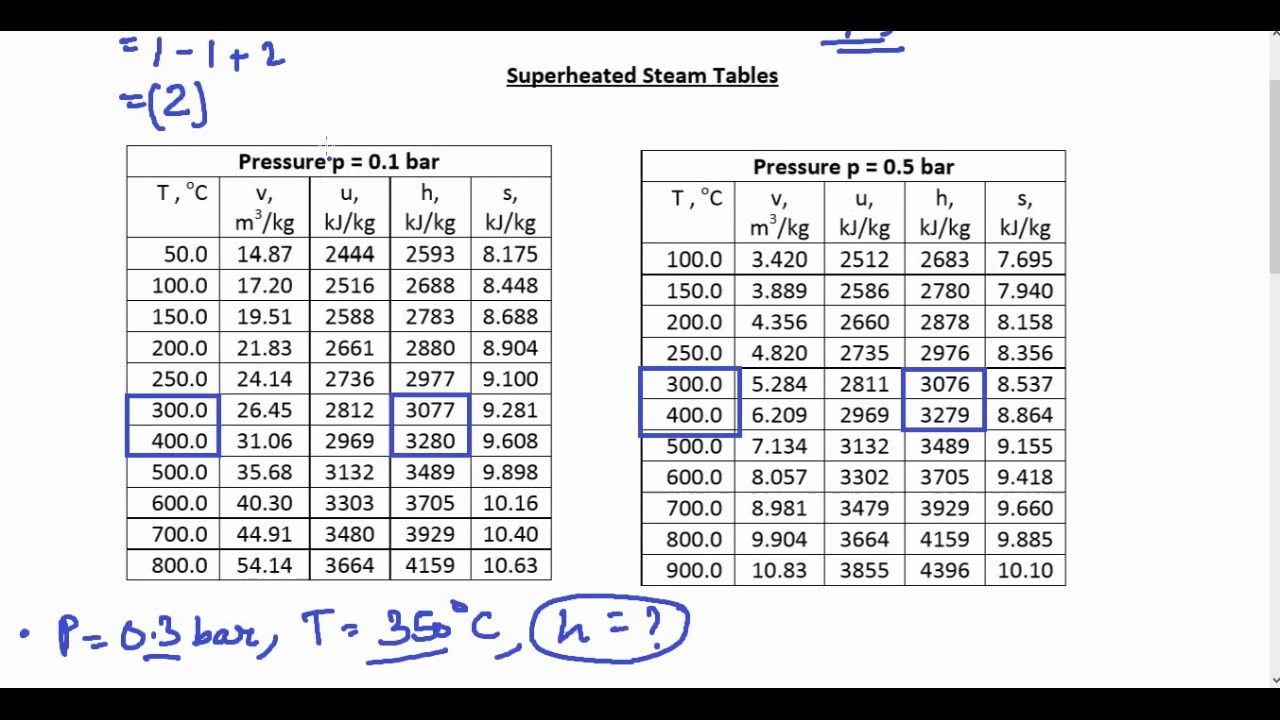 = 1 - 1 + 2
= (2)
Superheated Steam Tables
Pressure p = 0.1 bar
T , °C v, u, h, s,
m³/kg kJ/kg kJ/kg kJ/kg
50.0 14.87 2444 2593 8.175
100.0 17.20 2516 2688 8.448
150.0 19.51 2588 2783 8.688
200.0 21.83 2661 2880 8.904
250.0 24.14 2736 2977 9.100
300.0 26.45 2812 3077 9.281
400.0 31.06 2969 3280 9.608
500.0 35.68 3132 3489 9.898
600.0 40.30 3303 3705 10.16
700.0 44.91 3480 3929 10.40
800.0 54.14 3664 4159 10.63
Pressure p = 0.5 bar
T , °C v, u, h, s,
m³/kg kJ/kg kJ/kg kJ/kg
100.0 3.420 2512 2683 7.695
150.0 3.889 2586 2780 7.940
200.0 4.356 2660 2878 8.158
250.0 4.820 2735 2976 8.356
300.0 5.284 2811 3076 8.537
400.0 6.209 2969 3279 8.864
500.0 7.134 3132 3489 9.155
600.0 8.057 3302 3705 9.418
700.0 8.981 3479 3929 9.660
800.0 9.904 3664 4159 9.885
900.0 10.83 3855 4396 10.10
• P = 0.3 bar, T = 350°C, h = ?